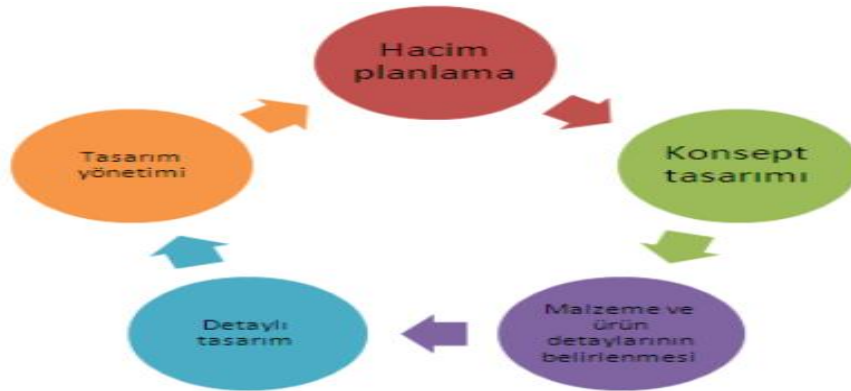 Hacim
planlama
Konsept
tasarımı
Malzeme ve
ürün
detaylarının
belirlenmesi
Detaylı
tasarım
Tasarım
yönetimi